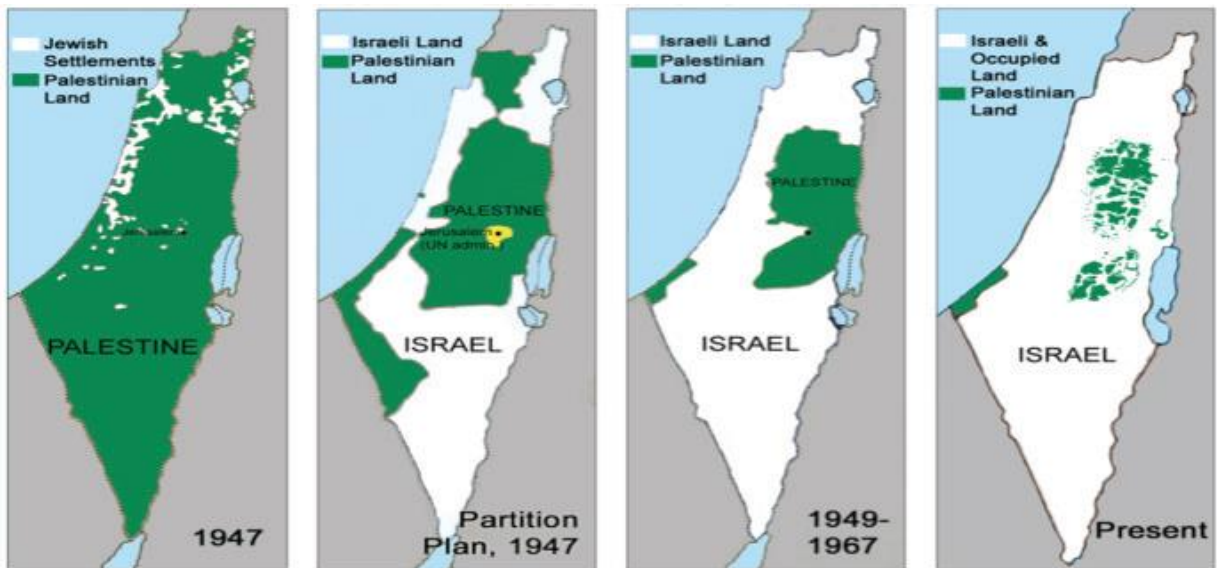 Jewish
Settlements
Palestinian
Land
Jerusalem
PALESTINE
1947
Israeli Land
Palestinian
Land
PALESTINE
Jerusalem
(UN admin.)
ISRAEL
Partition
Plan, 1947
Israeli Land
Palestinian
Land
PALESTINE
ISRAEL
1949-
1967
Israeli &
Occupied
Land
Palestinian
Land
ISRAEL
Present